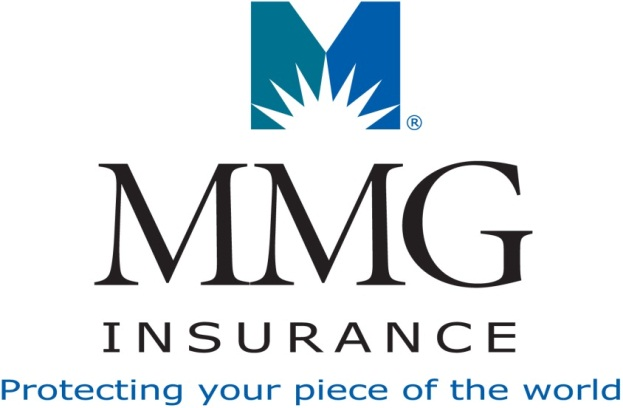 ®
MMG
INSURANCE
Protecting your piece of the world